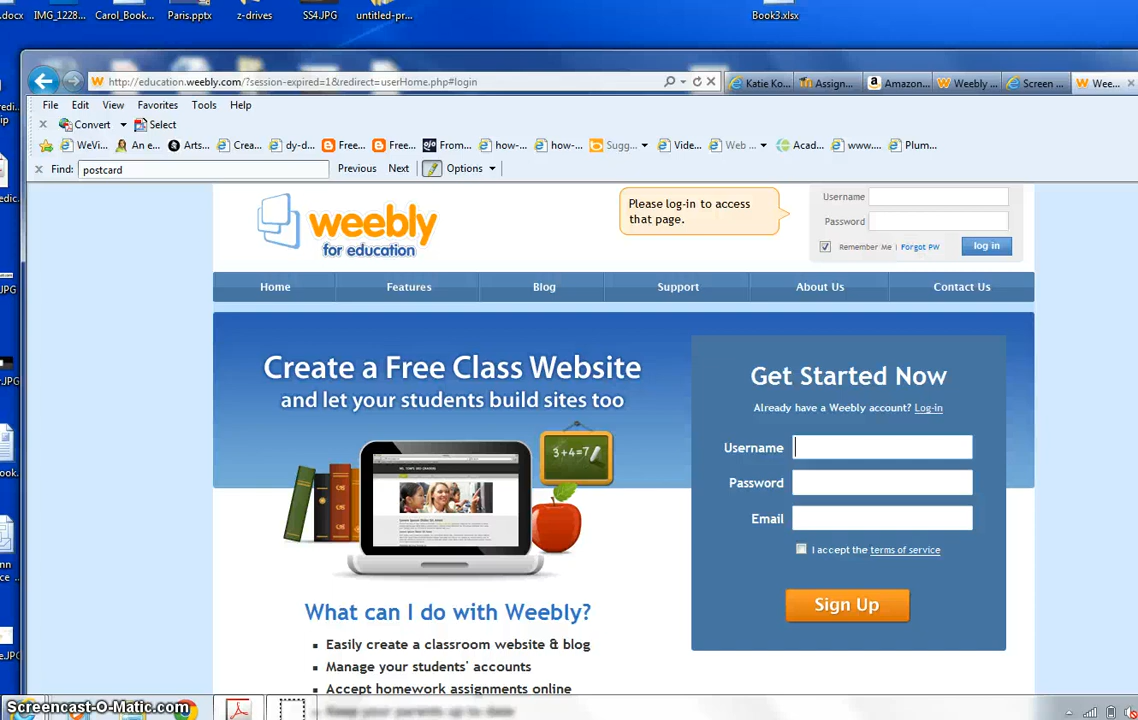 .docx IMG_1228... Carol_Book... Paris.pptx z-drives SS4.JPG untitled-pr... Book3.xlsx
http://education.weebly.com/?session-expired=1&redirect=userHome.php#login Katie Ko... Assign... Amazon... Weebly ... Screen ... Wee...
File Edit View Favorites Tools Help
Convert Select
WeVi... An e... Arts... Crea... dy-d... Free... Free... From... how-... how-... Sugg... Vide... Web ... Acad... www.... Plum...
Find: postcard Previous Next Options
weebly
for education
Please log-in to access
that page.
Username
Password
Remember Me | Forgot PW log in
Home Features Blog Support About Us Contact Us
Create a Free Class Website
and let your students build sites too
3+4=7
Get Started Now
Already have a Weebly account? Log-in
Username
Password
Email
I accept the terms of service
Sign Up
What can I do with Weebly?
Easily create a classroom website & blog
Manage your students' accounts
Accept homework assignments online
Keep your parents up to date
Screencast-O-Matic.com